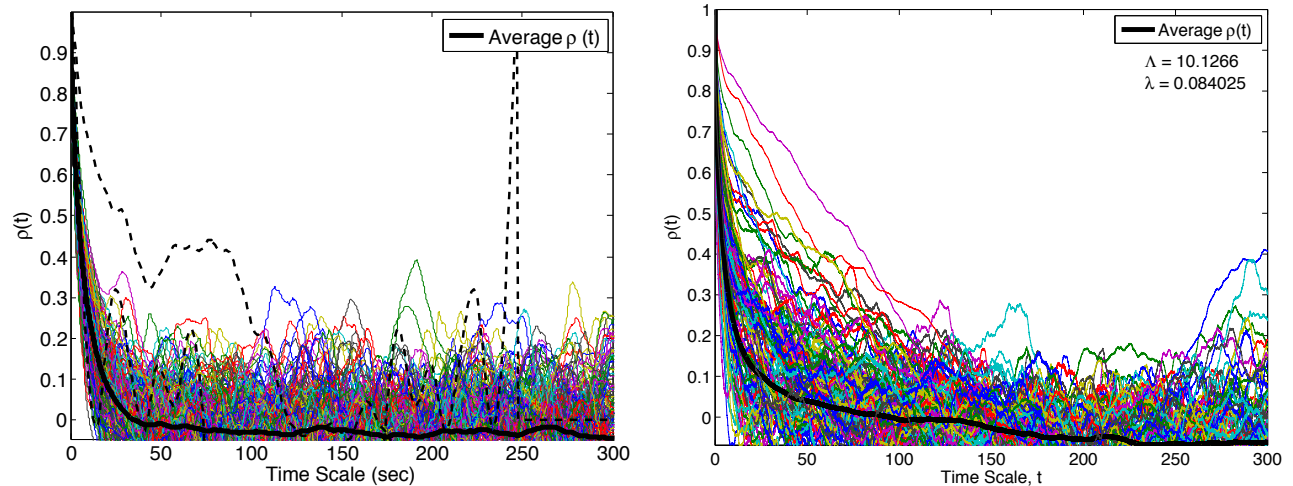 Average ρ (t)
0.9
0.8
0.7
0.6
0.5
0.4
0.3
0.2
0.1
0
ρ(t)
0 50 100 150 200 250 300
Time Scale (sec)
Average ρ(t)
Λ = 10.1266
λ = 0.084025
1
0.9
0.8
0.7
0.6
0.5
0.4
0.3
0.2
0.1
0
ρ(t)
0 50 100 150 200 250 300
Time Scale, t